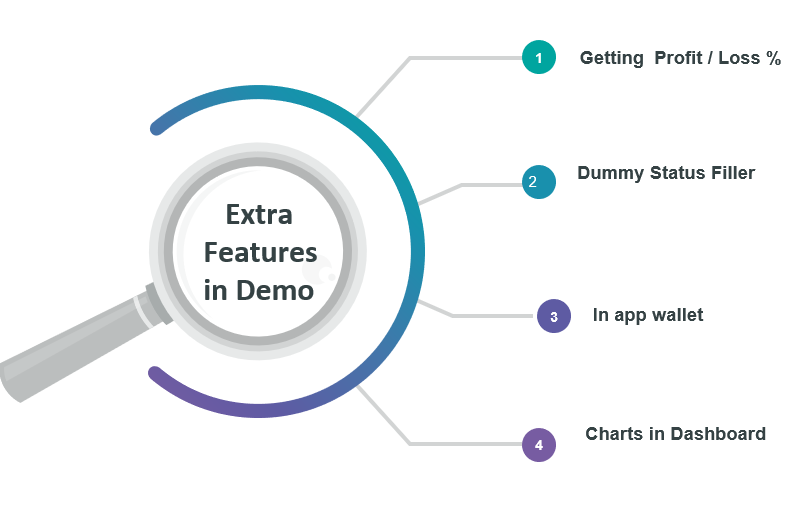 Extra
Features
in Demo
1
Getting  Profit / Loss %
2
Dummy Status Filler
3
In app wallet
4
Charts in Dashboard